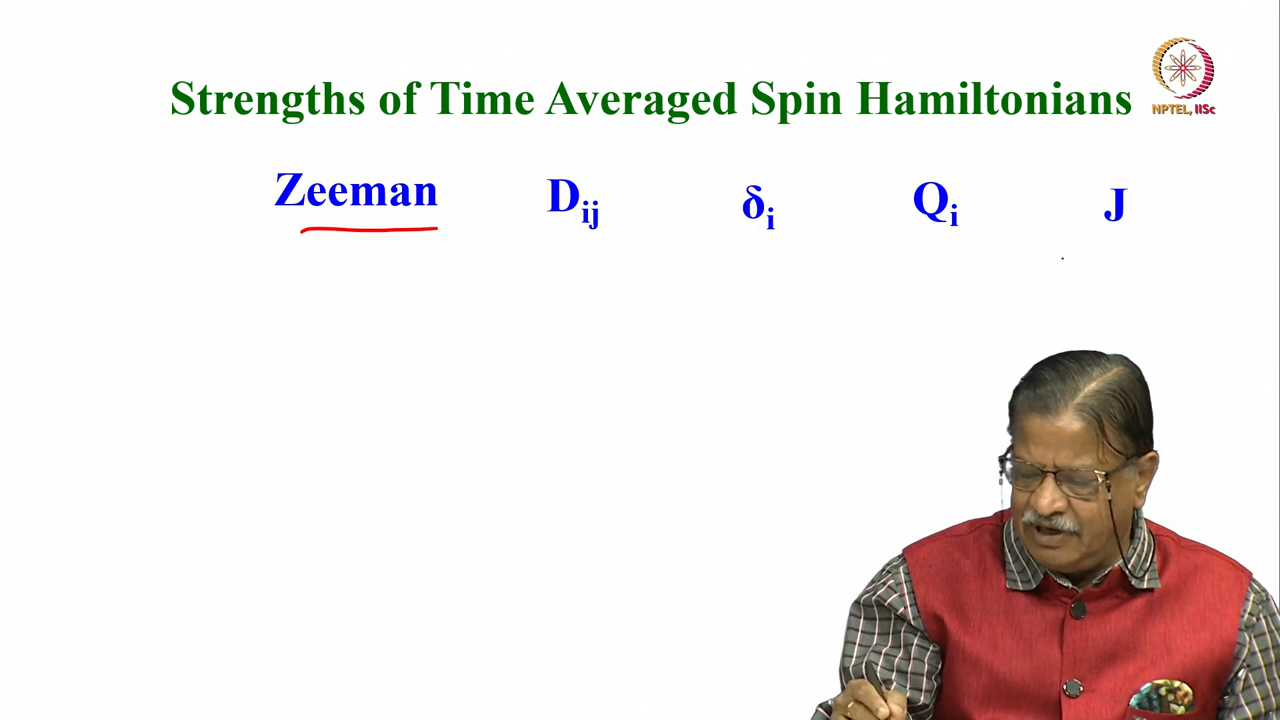 Strengths of Time Averaged Spin Hamiltonians
NPTEL, IISc
Zeeman D_ij δ_i Q_i J